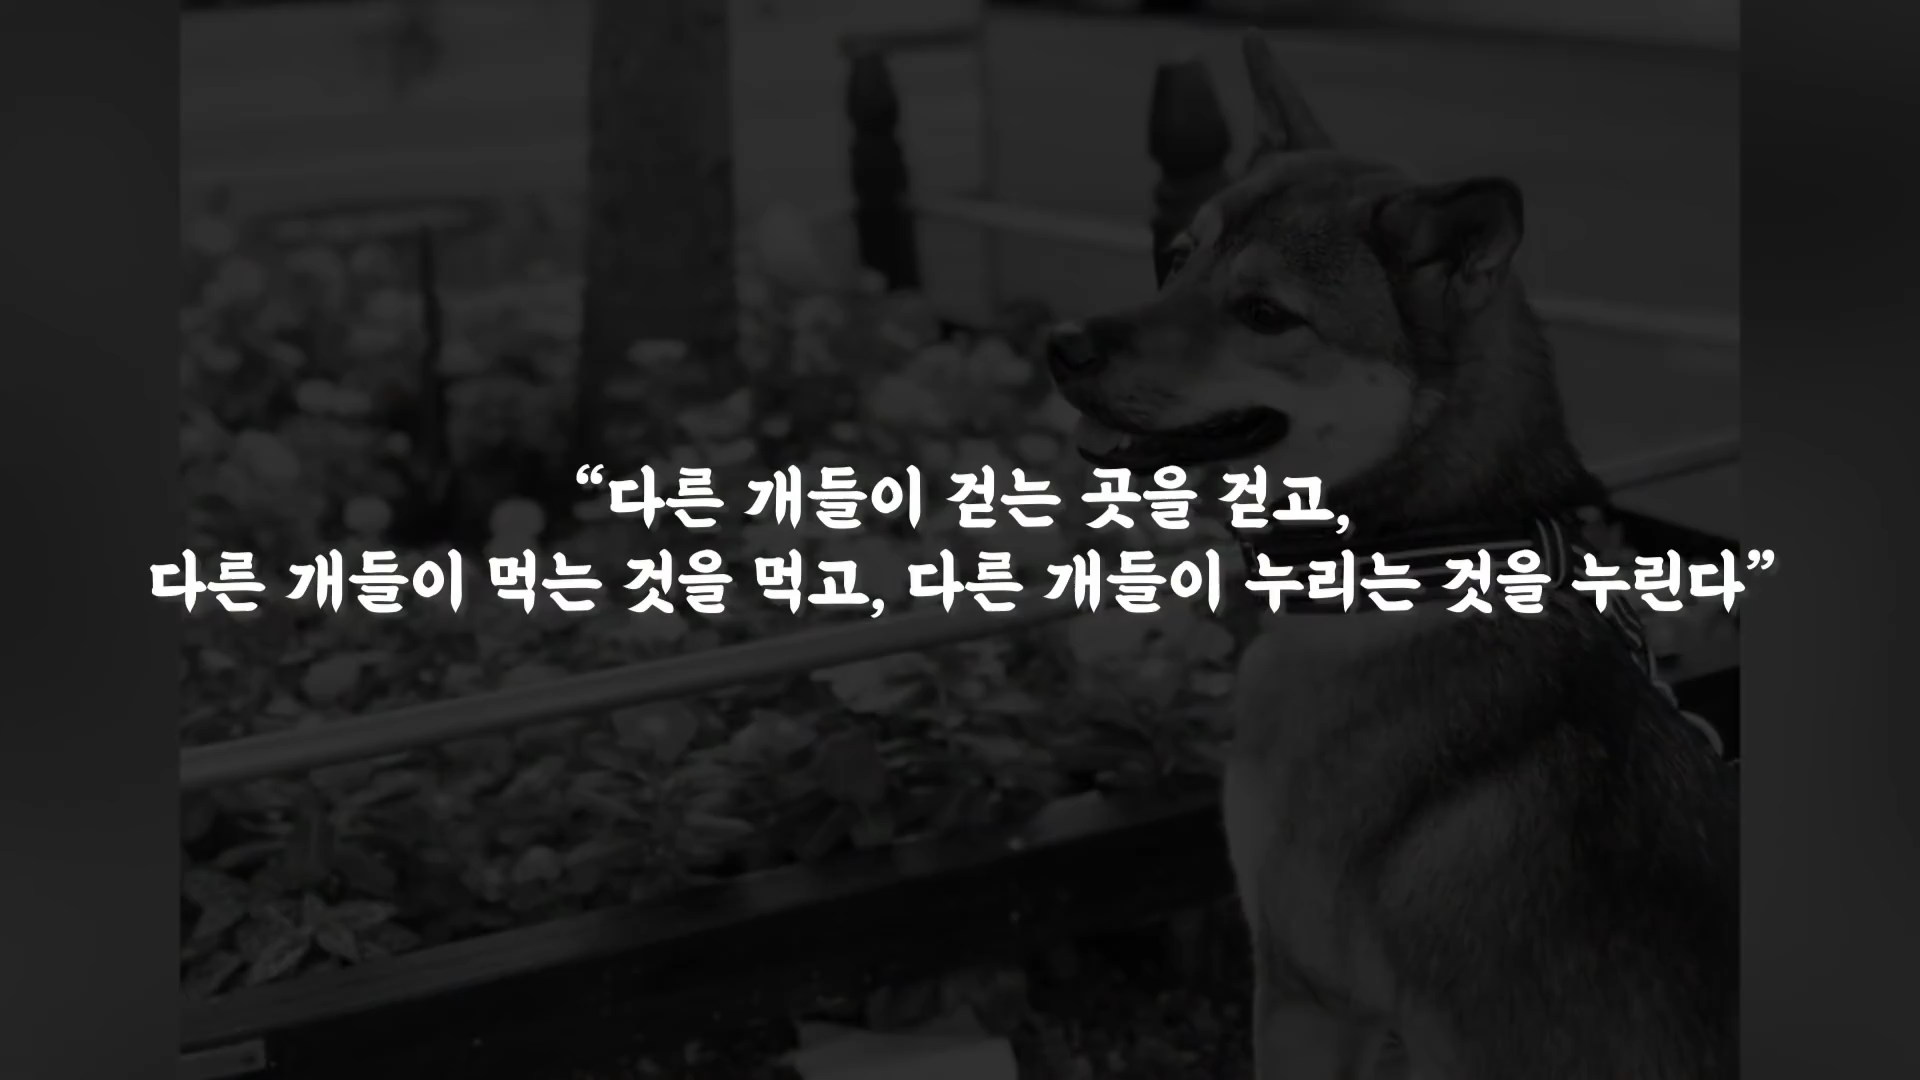 “다른 개들이 걷는 곳을 걷고,
다른 개들이 먹는 것을 먹고, 다른 개들이 누리는 것을 누린다”